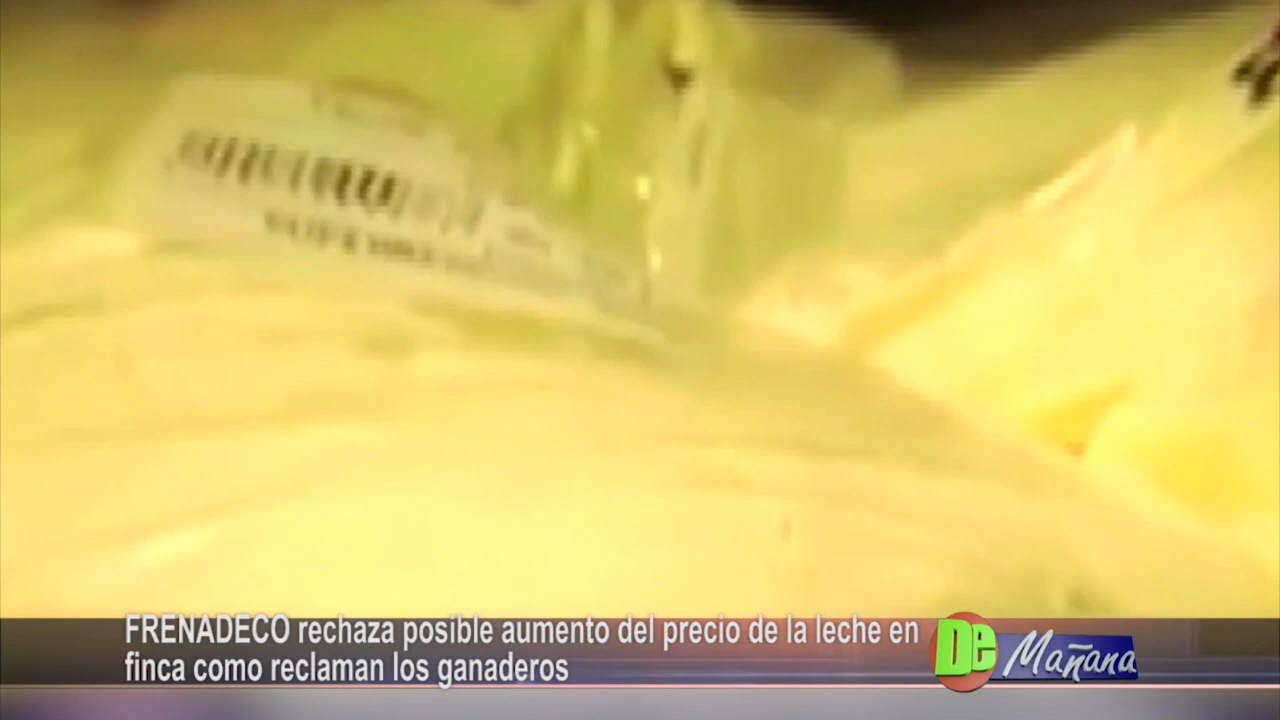 FRENADECO rechaza posible aumento del precio de la leche en
finca como reclaman los ganaderos
De Mañana